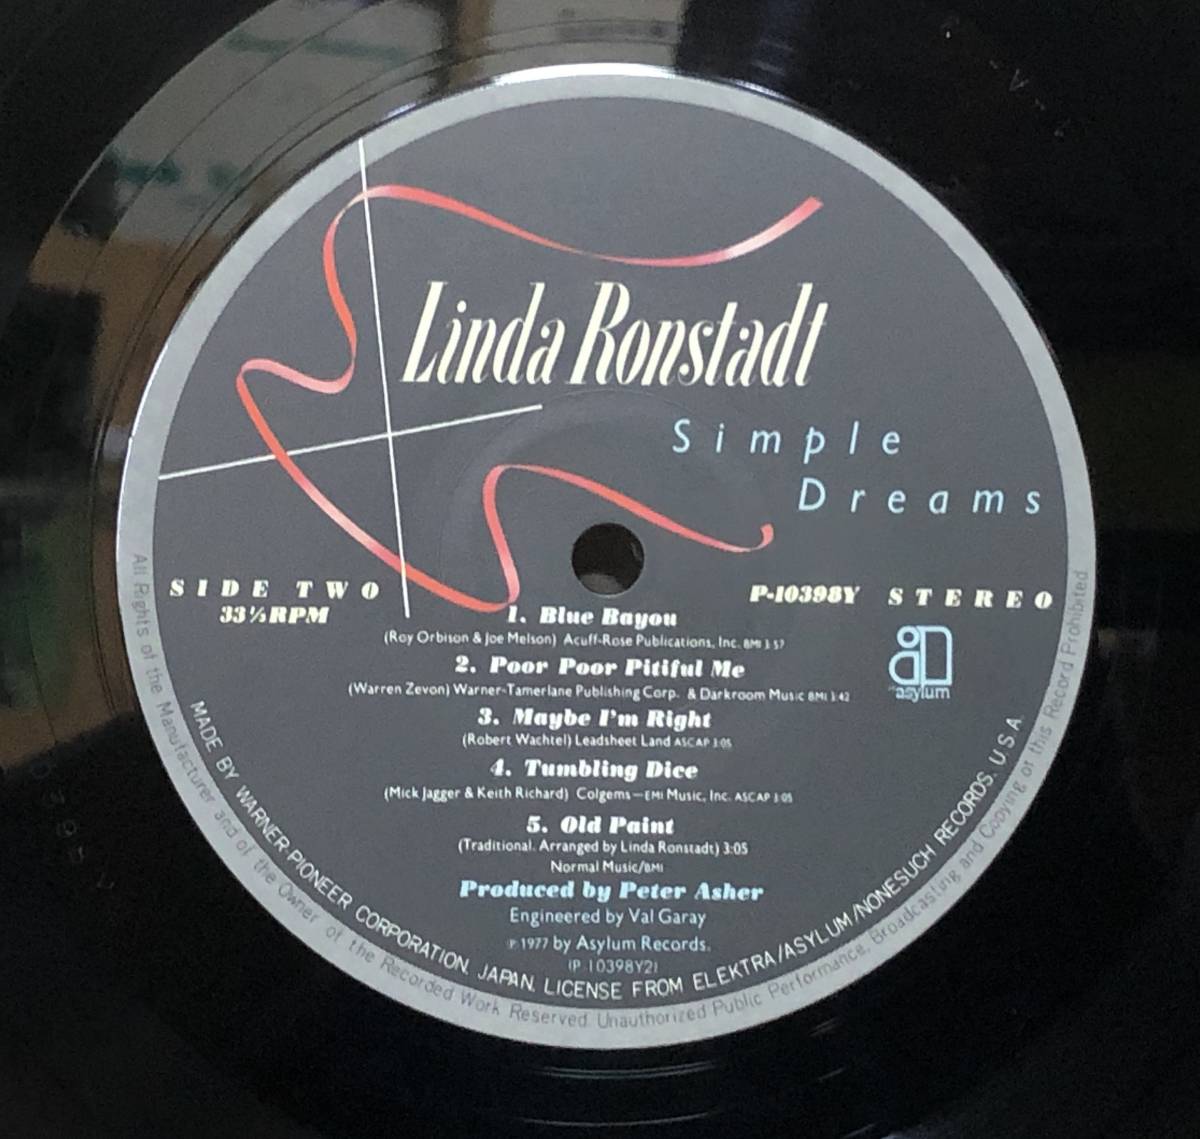 Linda Ronstadt
Simple
Dreams
SIDE TWO
33⅓RPM
P-10398Y STEREO
asylum
1. Blue Bayou
(Roy Orbison & Joe Melson) Acuff-Rose Publications, Inc. BMI 3:57
2. Poor Poor Pitiful Me
(Warren Zevon) Warner-Tamerlane Publishing Corp. & Darkroom Music BMI 3:42
3. Maybe I'm Right
(Robert Wachtel) Leadsheet Land ASCAP 3:05
4. Tumbling Dice
(Mick Jagger & Keith Richard) Colgems-EMI Music, Inc. ASCAP 3:05
5. Old Paint
(Traditional. Arranged by Linda Ronstadt) 3:05
Normal Music/BMI
Produced by Peter Asher
Engineered by Val Garay
℗ 1977 by Asylum Records.
(P 10398Y2)
MADE BY WARNER-PIONEER CORPORATION, JAPAN. LICENSE FROM ELEKTRA/ASYLUM/NONESUCH RECORDS. U.S.A.
All Rights of the Manufacturer and of the Owner of the Recorded Work Reserved Unauthorized Public Performance, Broadcasting and Copying of this Record Prohibited